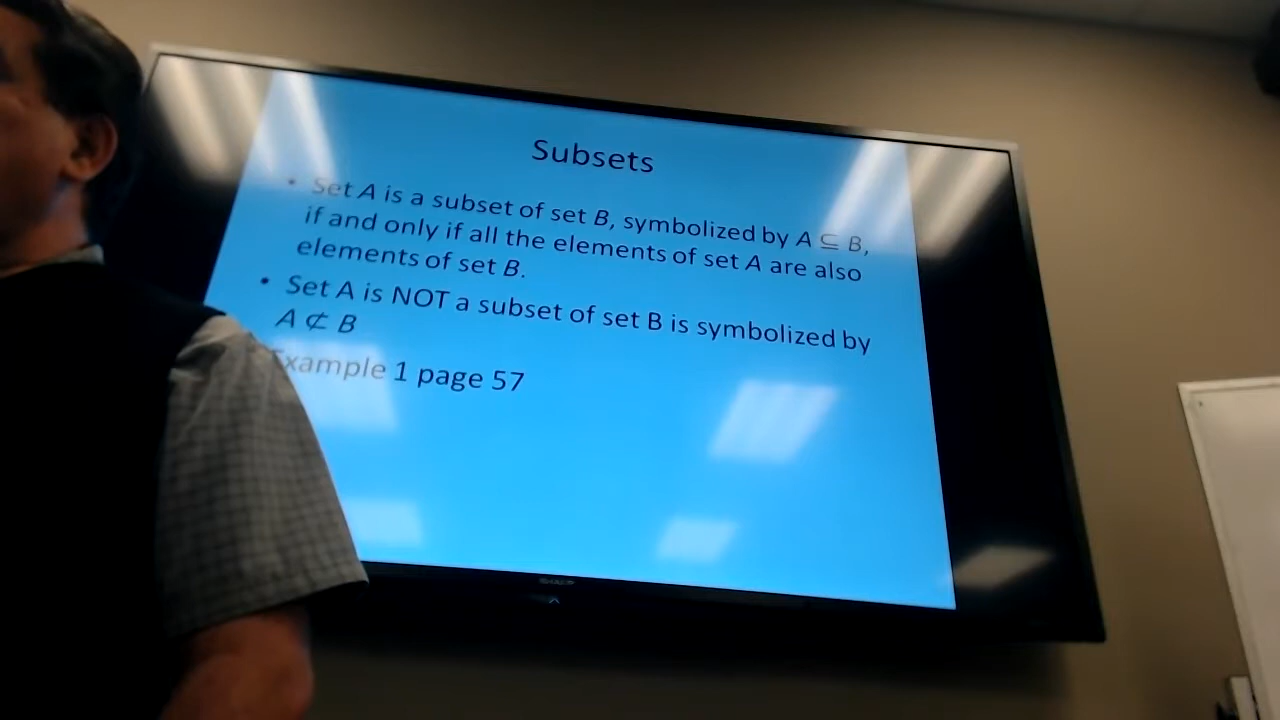 Subsets
• Set A is a subset of set B, symbolized by A ⊆ B,
if and only if all the elements of set A are also
elements of set B.
• Set A is NOT a subset of set B is symbolized by
A ⊄ B
Example 1 page 57
SHARP